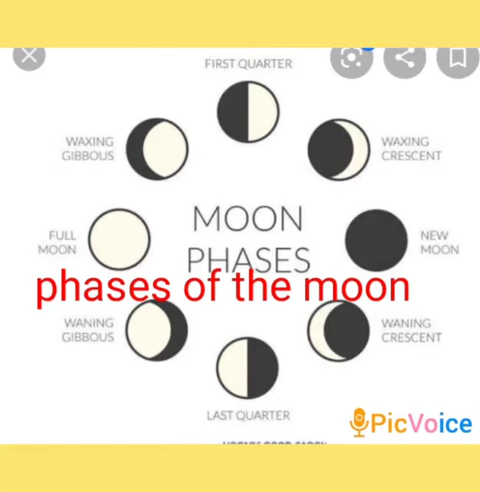 FIRST QUARTER
WAXING
GIBBOUS
WAXING
CRESCENT
MOON
PHASES
FULL
MOON
NEW
MOON
phases of the moon
WANING
GIBBOUS
WANING
CRESCENT
LAST QUARTER
PicVoice